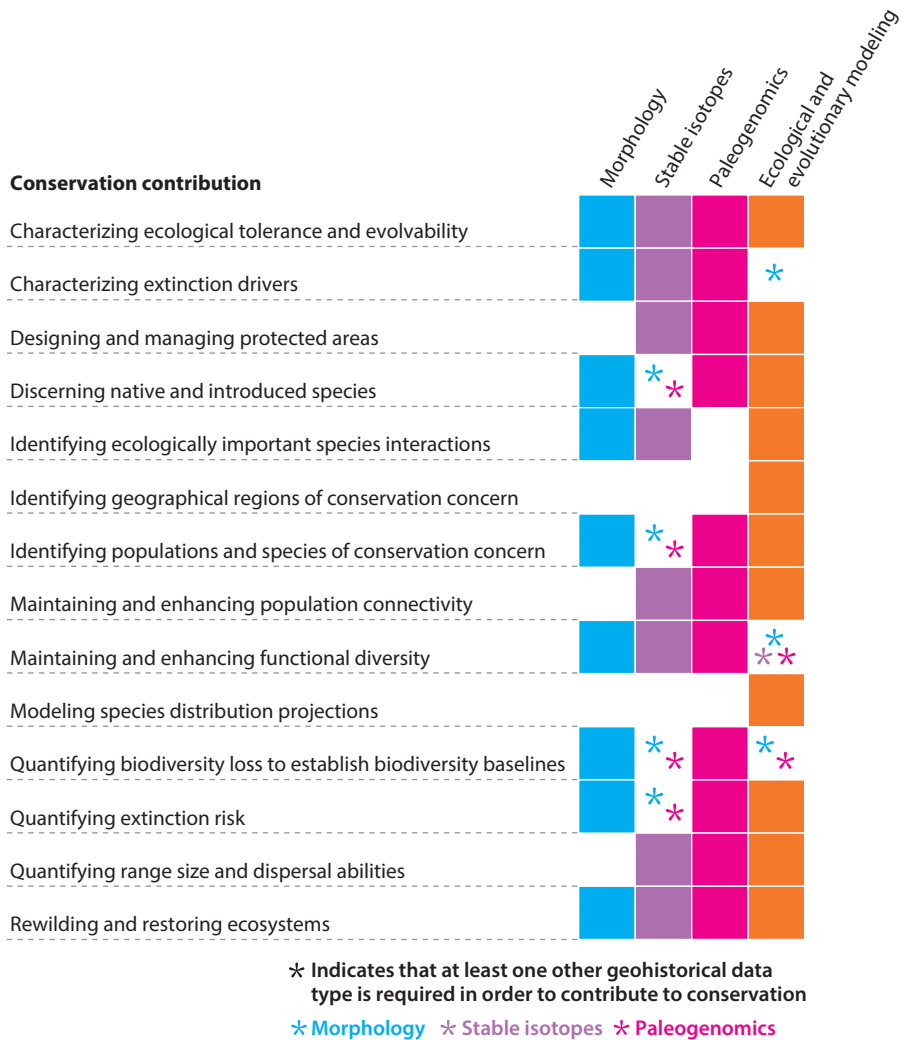 Morphology
Stable isotopes
Paleogenomics
Ecological and
evolutionary modeling
Conservation contribution
Characterizing ecological tolerance and evolvability
Characterizing extinction drivers
*
Designing and managing protected areas
Discerning native and introduced species
* *
Identifying ecologically important species interactions
Identifying geographical regions of conservation concern
Identifying populations and species of conservation concern
* *
Maintaining and enhancing population connectivity
Maintaining and enhancing functional diversity
* * *
Modeling species distribution projections
Quantifying biodiversity loss to establish biodiversity baselines
* * * *
Quantifying extinction risk
* *
Quantifying range size and dispersal abilities
Rewilding and restoring ecosystems
* Indicates that at least one other geohistorical data
type is required in order to contribute to conservation
* Morphology * Stable isotopes * Paleogenomics